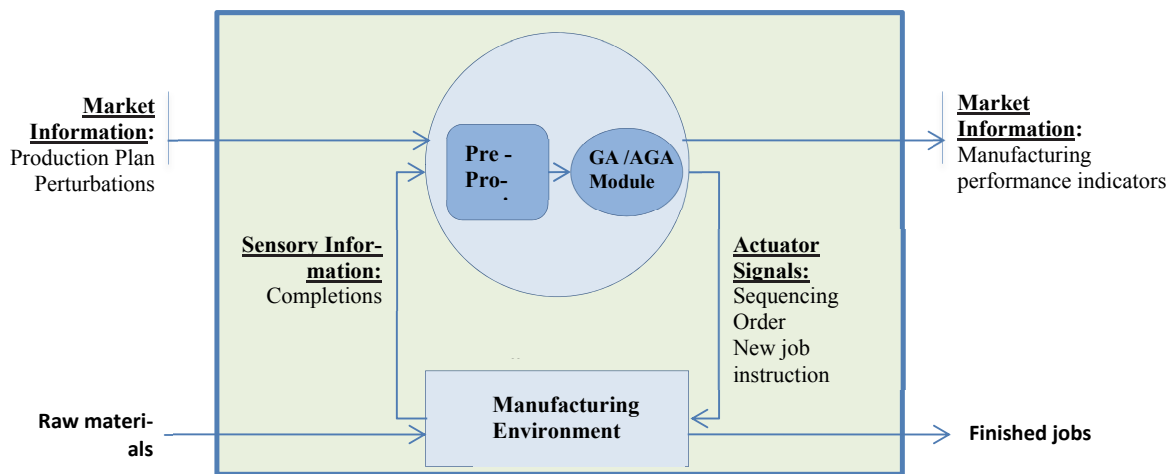 Market
Information:
Production Plan
Perturbations
Pre -
Pro-
GA /AGA
Module
Market
Information:
Manufacturing
performance indicators
Sensory Infor-
mation:
Completions
Actuator
Signals:
Sequencing
Order
New job
instruction
Manufacturing
Environment
Raw materi-
als
Finished jobs